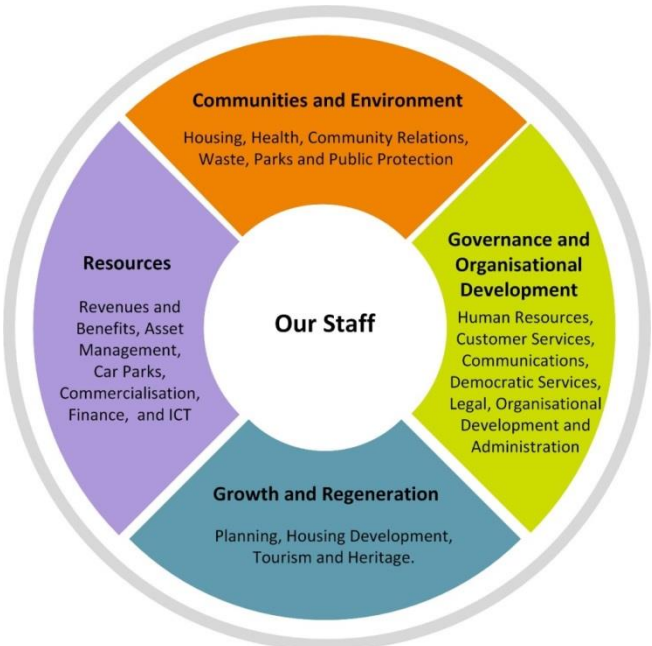 Communities and Environment
Housing, Health, Community Relations,
Waste, Parks and Public Protection
Governance and
Organisational
Development
Human Resources,
Customer Services,
Communications,
Democratic Services,
Legal, Organisational
Development and
Administration
Resources
Revenues and
Benefits, Asset
Management,
Car Parks,
Commercialisation,
Finance, and ICT
Our Staff
Growth and Regeneration
Planning, Housing Development,
Tourism and Heritage.